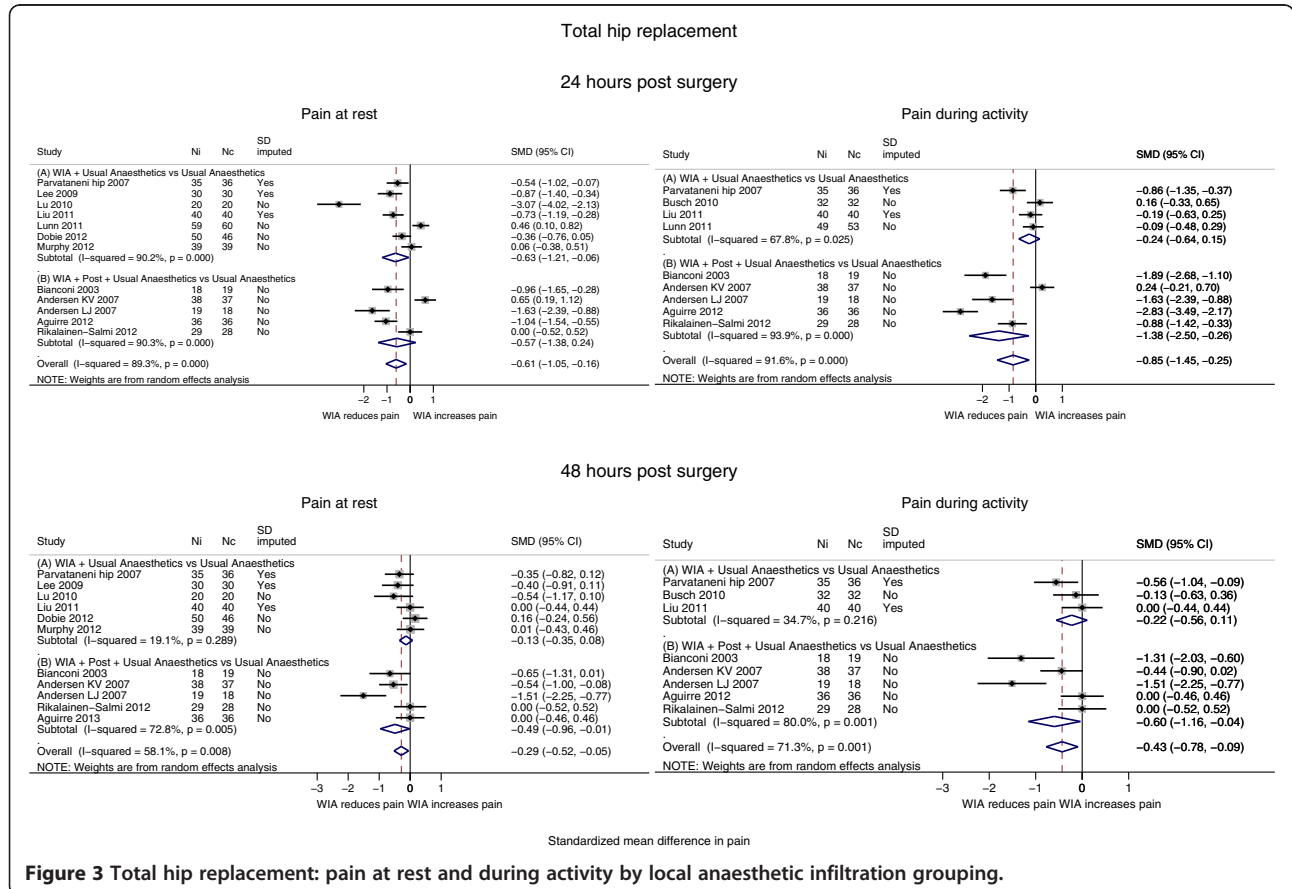 Total hip replacement
24 hours post surgery
Pain at rest
Study Ni Nc SD imputed SMD (95% CI)
(A) WIA + Usual Anaesthetics vs Usual Anaesthetics
Parvataneni hip 2007 35 36 Yes −0.54 (−1.02, −0.07)
Lee 2009 30 30 Yes −0.87 (−1.40, −0.34)
Lu 2010 20 20 No −3.07 (−4.02, −2.13)
Liu 2011 40 40 Yes −0.73 (−1.19, −0.28)
Lunn 2011 59 60 No 0.46 (0.10, 0.82)
Dobie 2012 50 46 No −0.36 (−0.76, 0.05)
Murphy 2012 39 39 No 0.06 (−0.38, 0.51)
Subtotal (I−squared = 90.2%, p = 0.000) −0.63 (−1.21, −0.06)
.
(B) WIA + Post + Usual Anaesthetics vs Usual Anaesthetics
Bianconi 2003 18 19 No −0.96 (−1.65, −0.28)
Andersen KV 2007 38 37 No 0.65 (0.19, 1.12)
Andersen LJ 2007 19 18 No −1.63 (−2.39, −0.88)
Aguirre 2012 36 36 No −1.04 (−1.54, −0.55)
Rikalainen−Salmi 2012 29 28 No 0.00 (−0.52, 0.52)
Subtotal (I−squared = 90.3%, p = 0.000) −0.57 (−1.38, 0.24)
.
Overall (I−squared = 89.3%, p = 0.000) −0.61 (−1.05, −0.16)
NOTE: Weights are from random effects analysis
−2 −1 0 1
WIA reduces pain WIA increases pain
Pain during activity
Study Ni Nc SD imputed SMD (95% CI)
(A) WIA + Usual Anaesthetics vs Usual Anaesthetics
Parvataneni hip 2007 35 36 Yes −0.86 (−1.35, −0.37)
Busch 2010 32 32 No 0.16 (−0.33, 0.65)
Liu 2011 40 40 Yes −0.19 (−0.63, 0.25)
Lunn 2011 49 53 No −0.09 (−0.48, 0.29)
Subtotal (I−squared = 67.8%, p = 0.025) −0.24 (−0.64, 0.15)
.
(B) WIA + Post + Usual Anaesthetics vs Usual Anaesthetics
Bianconi 2003 18 19 No −1.89 (−2.68, −1.10)
Andersen KV 2007 38 37 No 0.24 (−0.21, 0.70)
Andersen LJ 2007 19 18 No −1.63 (−2.39, −0.88)
Aguirre 2012 36 36 No −2.83 (−3.49, −2.17)
Rikalainen−Salmi 2012 29 28 No −0.88 (−1.42, −0.33)
Subtotal (I−squared = 93.9%, p = 0.000) −1.38 (−2.50, −0.26)
.
Overall (I−squared = 91.6%, p = 0.000) −0.85 (−1.45, −0.25)
NOTE: Weights are from random effects analysis
−2 −1 0 1
WIA reduces pain WIA increases pain
48 hours post surgery
Pain at rest
Study Ni Nc SD imputed SMD (95% CI)
(A) WIA + Usual Anaesthetics vs Usual Anaesthetics
Parvataneni hip 2007 35 36 Yes −0.35 (−0.82, 0.12)
Lee 2009 30 30 Yes −0.40 (−0.91, 0.11)
Lu 2010 20 20 No −0.54 (−1.17, 0.10)
Liu 2011 40 40 Yes 0.00 (−0.44, 0.44)
Dobie 2012 50 46 No 0.16 (−0.24, 0.56)
Murphy 2012 39 39 No 0.01 (−0.43, 0.46)
Subtotal (I−squared = 19.1%, p = 0.289) −0.13 (−0.35, 0.08)
.
(B) WIA + Post + Usual Anaesthetics vs Usual Anaesthetics
Bianconi 2003 18 19 No −0.65 (−1.31, 0.01)
Andersen KV 2007 38 37 No −0.54 (−1.00, −0.08)
Andersen LJ 2007 19 18 No −1.51 (−2.25, −0.77)
Rikalainen−Salmi 2012 29 28 No 0.00 (−0.52, 0.52)
Aguirre 2013 36 36 No 0.00 (−0.46, 0.46)
Subtotal (I−squared = 72.8%, p = 0.005) −0.49 (−0.96, −0.01)
.
Overall (I−squared = 58.1%, p = 0.008) −0.29 (−0.52, −0.05)
NOTE: Weights are from random effects analysis
−3 −2 −1 0 1
WIA reduces pain WIA increases pain
Pain during activity
Study Ni Nc SD imputed SMD (95% CI)
(A) WIA + Usual Anaesthetics vs Usual Anaesthetics
Parvataneni hip 2007 35 36 Yes −0.56 (−1.04, −0.09)
Busch 2010 32 32 No −0.13 (−0.63, 0.36)
Liu 2011 40 40 Yes 0.00 (−0.44, 0.44)
Subtotal (I−squared = 34.7%, p = 0.216) −0.22 (−0.56, 0.11)
.
(B) WIA + Post + Usual Anaesthetics vs Usual Anaesthetics
Bianconi 2003 18 19 No −1.31 (−2.03, −0.60)
Andersen KV 2007 38 37 No −0.44 (−0.90, 0.02)
Andersen LJ 2007 19 18 No −1.51 (−2.25, −0.77)
Aguirre 2012 36 36 No 0.00 (−0.46, 0.46)
Rikalainen−Salmi 2012 29 28 No 0.00 (−0.52, 0.52)
Subtotal (I−squared = 80.0%, p = 0.001) −0.60 (−1.16, −0.04)
.
Overall (I−squared = 71.3%, p = 0.001) −0.43 (−0.78, −0.09)
NOTE: Weights are from random effects analysis
−3 −2 −1 0 1
WIA reduces pain WIA increases pain
Standardized mean difference in pain
Figure 3 Total hip replacement: pain at rest and during activity by local anaesthetic infiltration grouping.